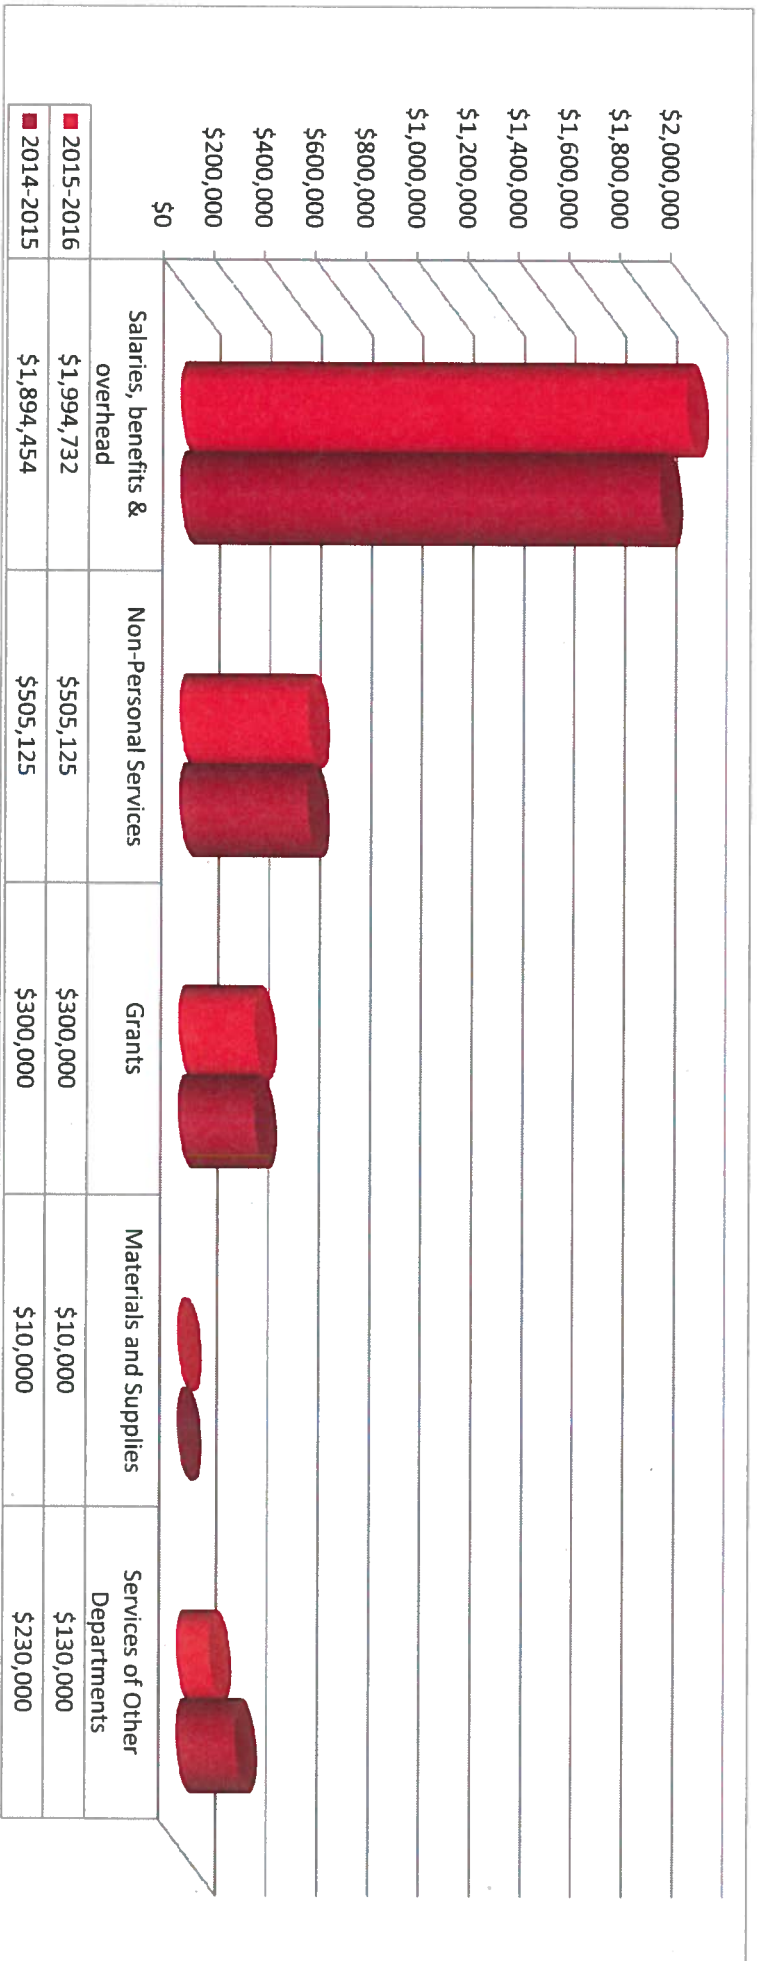 $2,000,000
$1,800,000
$1,600,000
$1,400,000
$1,200,000
$1,000,000
$800,000
$600,000
$400,000
$200,000
$0
Salaries, benefits &
overhead
Non-Personal Services
Grants
Materials and Supplies
Services of Other
Departments
2015-2016 $1,994,732 $505,125 $300,000 $10,000 $130,000
2014-2015 $1,894,454 $505,125 $300,000 $10,000 $230,000